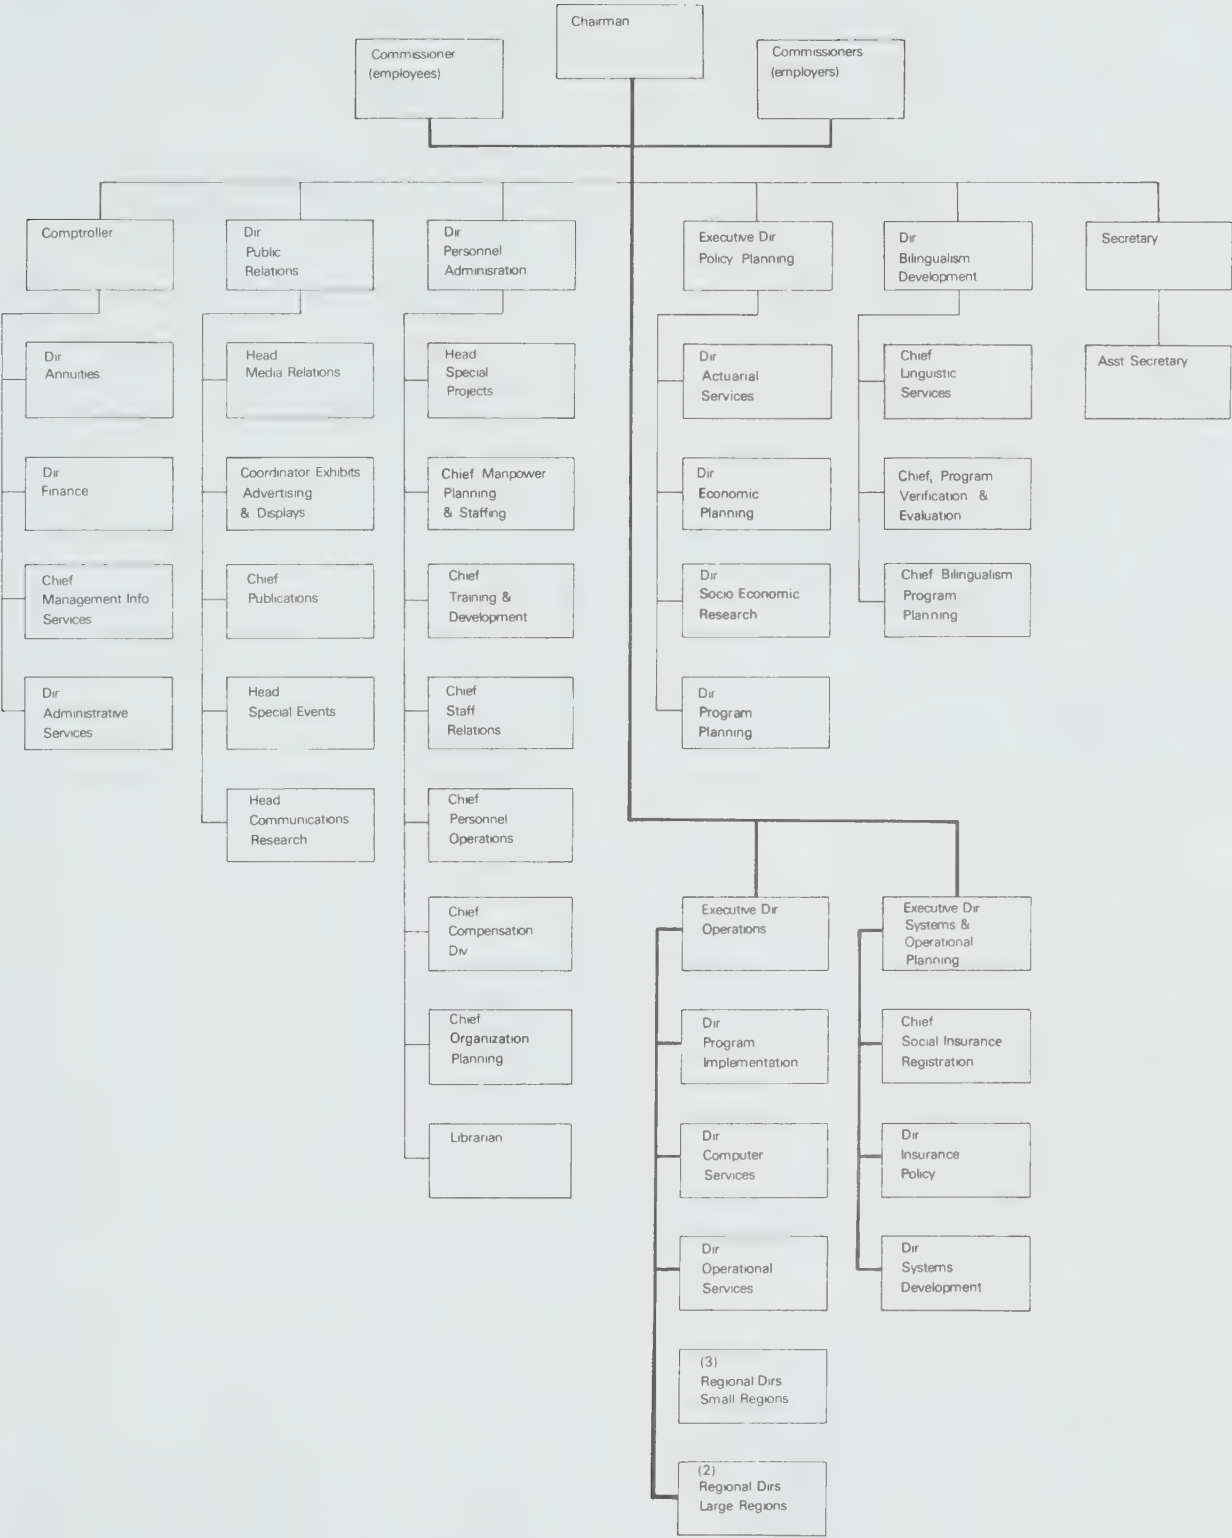 Chairman
Commissioner
(employees)
Commissioners
(employers)
Comptroller
Dir
Public
Relations
Dir
Personnel
Adminisration
Executive Dir
Policy Planning
Dir
Bilingualism
Development
Secretary
Dir
Annuities
Dir
Finance
Chief
Management Info
Services
Dir
Administrative
Services
Head
Media Relations
Coordinator Exhibits
Advertising
& Displays
Chief
Publications
Head
Special Events
Head
Communications
Research
Head
Special
Projects
Chief Manpower
Planning
& Staffing
Chief
Training &
Development
Chief
Staff
Relations
Chief
Personnel
Operations
Chief
Compensation
Div
Chief
Organization
Planning
Librarian
Dir
Actuarial
Services
Dir
Economic
Planning
Dir
Socio Economic
Research
Dir
Program
Planning
Chief
Linguistic
Services
Chief, Program
Verification &
Evaluation
Chief Bilingualism
Program
Planning
Asst Secretary
Executive Dir
Operations
Dir
Program
Implementation
Dir
Computer
Services
Dir
Operational
Services
(3)
Regional Dirs
Small Regions
(2)
Regional Dirs
Large Regions
Executive Dir
Systems &
Operational
Planning
Chief
Social Insurance
Registration
Dir
Insurance
Policy
Dir
Systems
Development